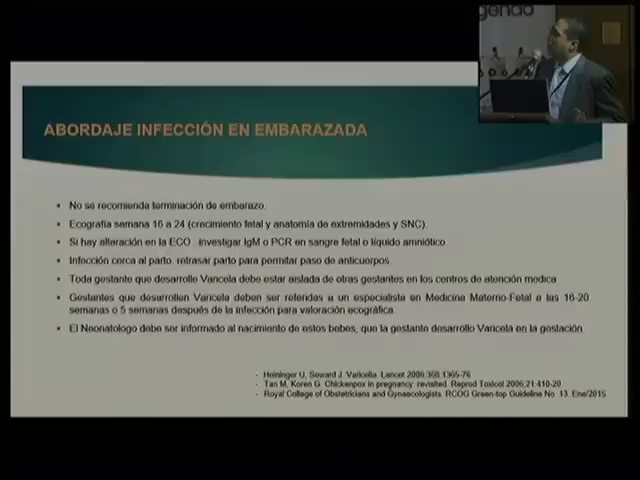 gendo
ABORDAJE INFECCIÓN EN EMBARAZADA
No se recomienda terminación de embarazo.
Ecografía semana 16 a 24 (crecimiento fetal y anatomía de extremidades y SNC).
Si hay alteración en la ECO investigar IgM o PCR en sangre fetal o líquido amniótico.
Infección cerca al parto: retrasar parto para permitir paso de anticuerpos.
Toda gestante que desarrolle Varicela debe estar aislada de otras gestantes en los centros de atención medica
Gestantes que desarrollen Varicela deben ser referidas a un especialista en Medicina Materno-Fetal a las 16-20
semanas o 5 semanas después de la infección para valoración ecográfica.
El Neonatologo debe ser informado al nacimiento de estos bebes, que la gestante desarrollo Varicela en la gestación.
- Heininger U, Seward J. Varicella. Lancet 2006;368:1365-76.
- Tan M, Koren G. Chickenpox in pregnancy: revisited. Reprod Toxicol 2006;21:410-20.
- Royal College of Obstetricians and Gynaecologists. RCOG Green-top Guideline No. 13. Ene/2015